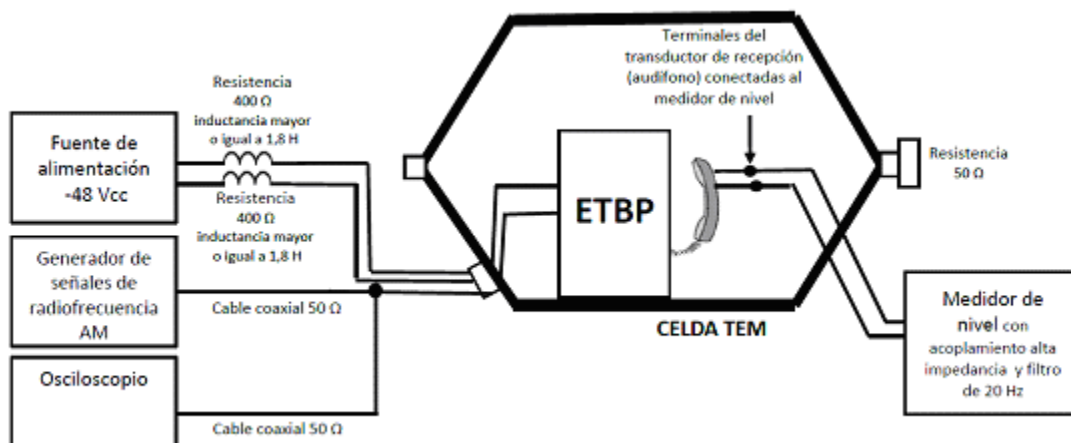 Resistencia
400 Ω
inductancia mayor
o igual a 1,8 H
Fuente de
alimentación
-48 Vcc
Resistencia
400 Ω
inductancia mayor
o igual a 1,8 H
Generador de
señales de
radiofrecuencia
AM
Cable coaxial 50 Ω
Osciloscopio
Cable coaxial 50 Ω
Terminales del
transductor de recepción
(audífono) conectadas al
medidor de nivel
ETBP
CELDA TEM
Resistencia
50 Ω
Medidor de
nivel con
acoplamiento alta
impedancia y filtro
de 20 Hz